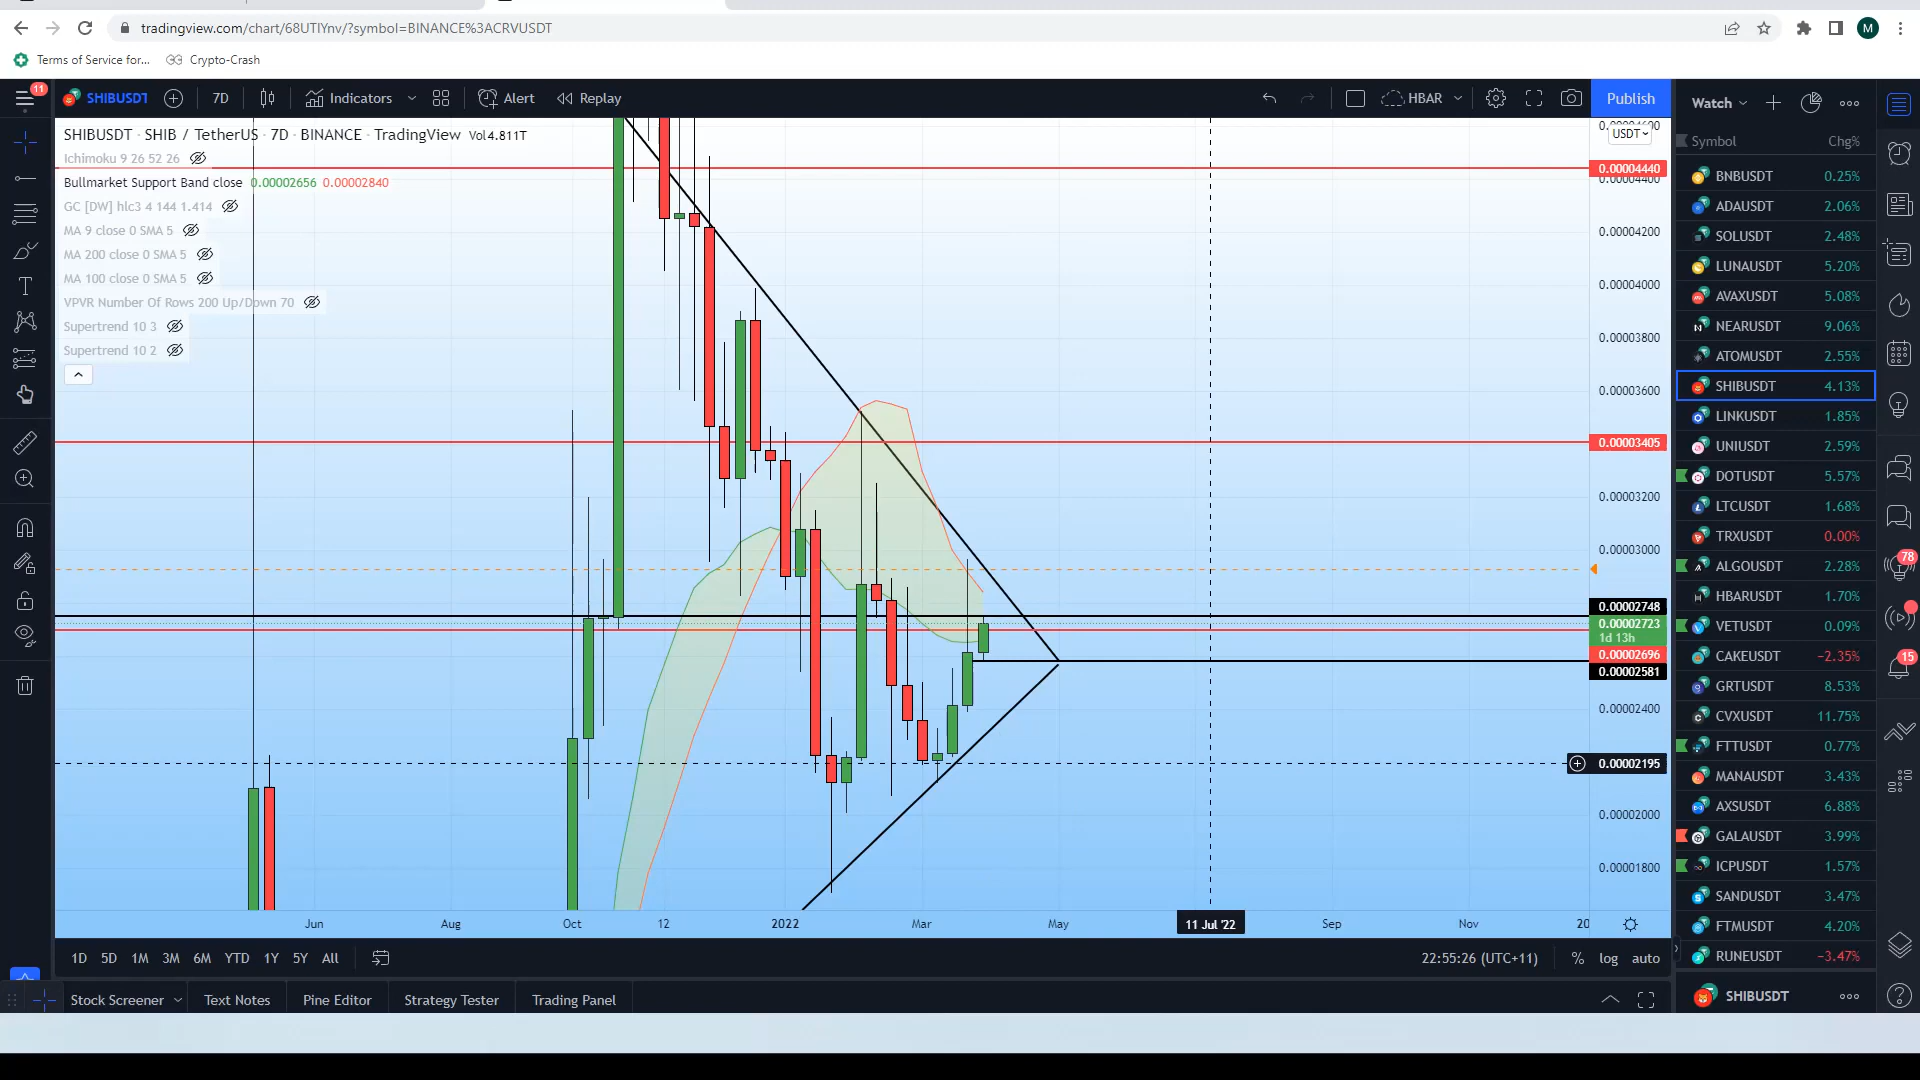 tradingview.com/chart/68UTIYnv/?symbol=BINANCE%3ACRVUSDT
M
Terms of Service for...
Crypto-Crash
11
SHIBUSDT
7D
Indicators
Alert
Replay
HBAR
Publish
SHIBUSDT · SHIB / TetherUS · 7D · BINANCE · TradingView Vol4.811T
Ichimoku 9 26 52 26
Bullmarket Support Band close 0.00002656 0.00002840
GC [DW] hlc3 4 144 1.414
MA 9 close 0 SMA 5
MA 200 close 0 SMA 5
MA 100 close 0 SMA 5
VPVR Number Of Rows 200 Up/Down 70
Supertrend 10 3
Supertrend 10 2
0.00004600
USDT
0.00004440
0.00004400
0.00004200
0.00004000
0.00003800
0.00003600
0.00003405
0.00003200
0.00003000
0.00002748
0.00002723
1d 13h
0.00002696
0.00002581
0.00002400
0.00002195
0.00002000
0.00001800
Jun
Aug
Oct
12
2022
Mar
May
11 Jul '22
Sep
Nov
20
1D
5D
1M
3M
6M
YTD
1Y
5Y
All
22:55:26 (UTC+11)
%
log
auto
Stock Screener
Text Notes
Pine Editor
Strategy Tester
Trading Panel
Watch
Symbol Chg%
BNBUSDT 0.25%
ADAUSDT 2.06%
SOLUSDT 2.48%
LUNAUSDT 5.20%
AVAXUSDT 5.08%
NEARUSDT 9.06%
ATOMUSDT 2.55%
SHIBUSDT 4.13%
LINKUSDT 1.85%
UNIUSDT 2.59%
DOTUSDT 5.57%
LTCUSDT 1.68%
TRXUSDT 0.00%
ALGOUSDT 2.28%
HBARUSDT 1.70%
VETUSDT 0.09%
CAKEUSDT −2.35%
GRTUSDT 8.53%
CVXUSDT 11.75%
FTTUSDT 0.77%
MANAUSDT 3.43%
AXSUSDT 6.88%
GALAUSDT 3.99%
ICPUSDT 1.57%
SANDUSDT 3.47%
FTMUSDT 4.20%
RUNEUSDT −3.47%
SHIBUSDT
78
15